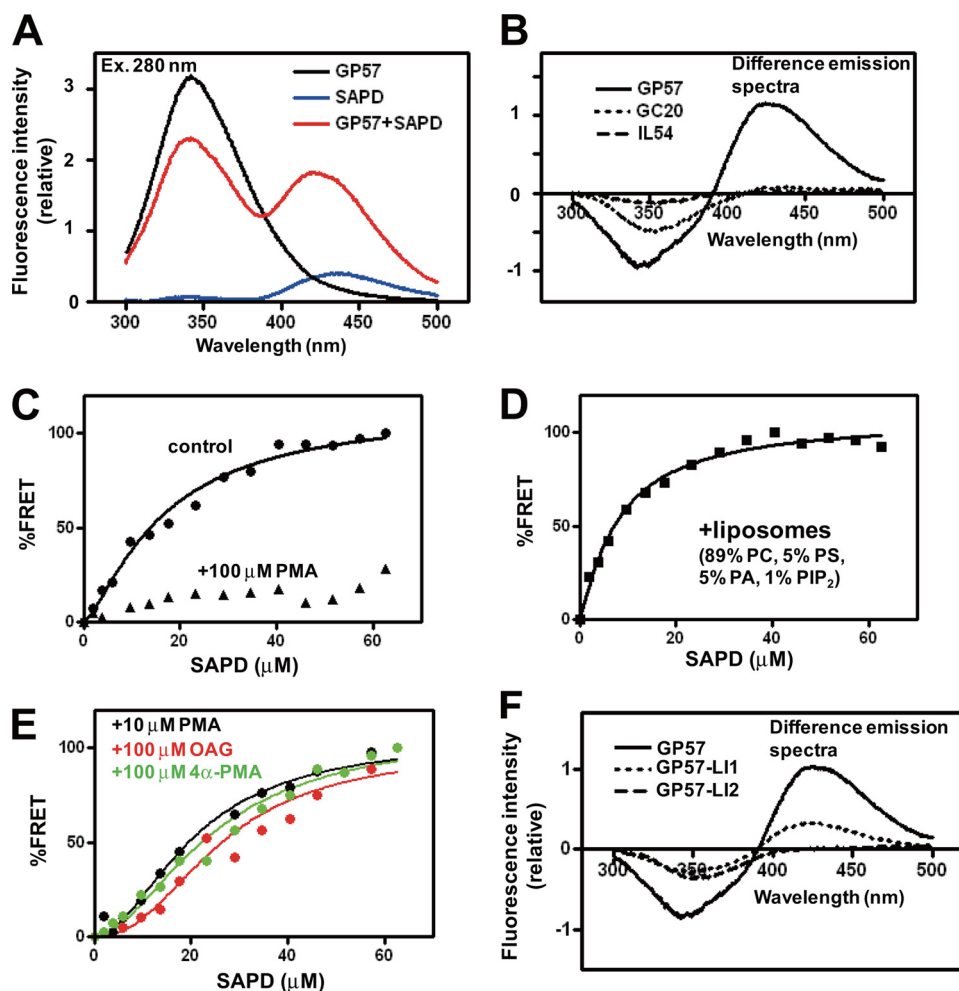 A
Ex. 280 nm
GP57
SAPD
GP57+SAPD
Fluorescence intensity
(relative)
3
2
1
0
300 350 400 450 500
Wavelength (nm)
B
Difference emission
spectra
GP57
GC20
IL54
1
0
-1
300 350 400 450 500
Wavelength (nm)
C
control
+100 μM PMA
%FRET
100
50
0
0 20 40 60
SAPD (μM)
D
+liposomes
(89% PC, 5% PS,
5% PA, 1% PIP₂)
%FRET
100
50
0
0 20 40 60
SAPD (μM)
E
+10 μM PMA
+100 μM OAG
+100 μM 4α-PMA
%FRET
100
50
0
0 20 40 60
SAPD (μM)
F
Difference emission
spectra
GP57
GP57-LI1
GP57-LI2
Fluorescence intensity
(relative)
1
0
-1
300 350 400 450 500
Wavelength (nm)